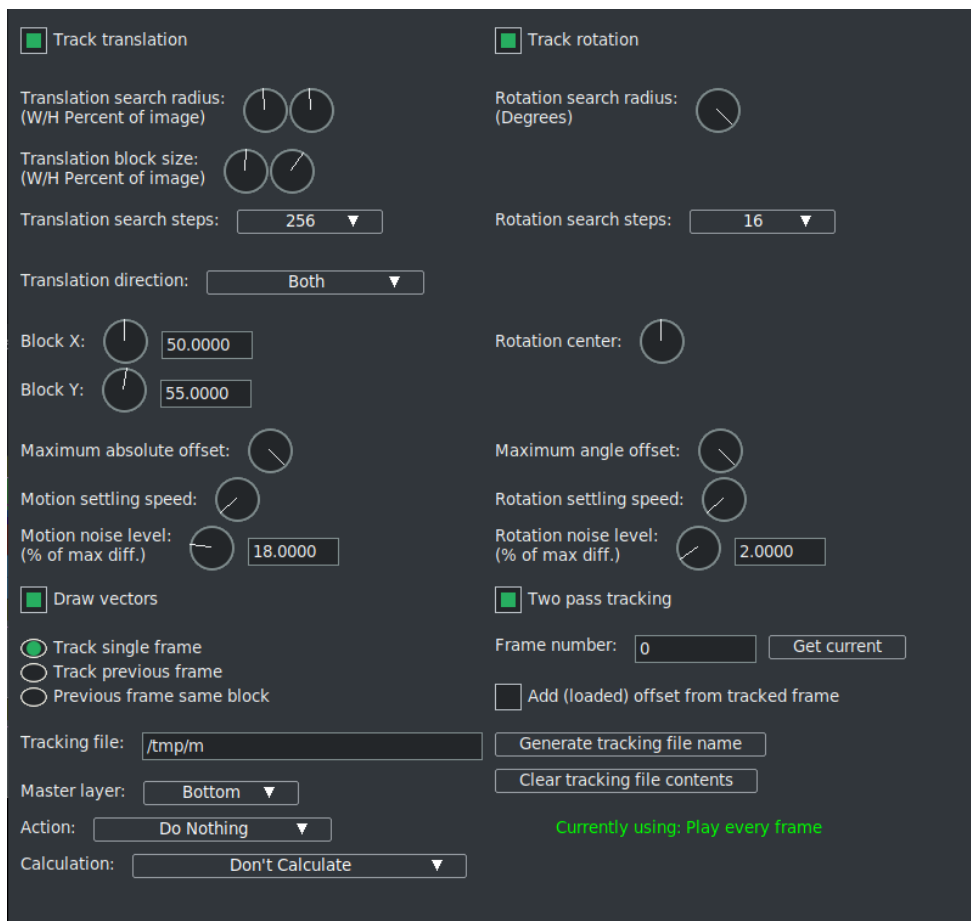 Track translation
Track rotation
Translation search radius:
(W/H Percent of image)
Rotation search radius:
(Degrees)
Translation block size:
(W/H Percent of image)
Translation search steps: 256
Rotation search steps: 16
Translation direction: Both
Block X: 50.0000
Rotation center:
Block Y: 55.0000
Maximum absolute offset:
Maximum angle offset:
Motion settling speed:
Rotation settling speed:
Motion noise level:
(% of max diff.) 18.0000
Rotation noise level:
(% of max diff.) 2.0000
Draw vectors
Two pass tracking
Track single frame
Track previous frame
Previous frame same block
Frame number: 0 Get current
Add (loaded) offset from tracked frame
Tracking file: /tmp/m
Generate tracking file name
Clear tracking file contents
Master layer: Bottom
Action: Do Nothing
Currently using: Play every frame
Calculation: Don't Calculate